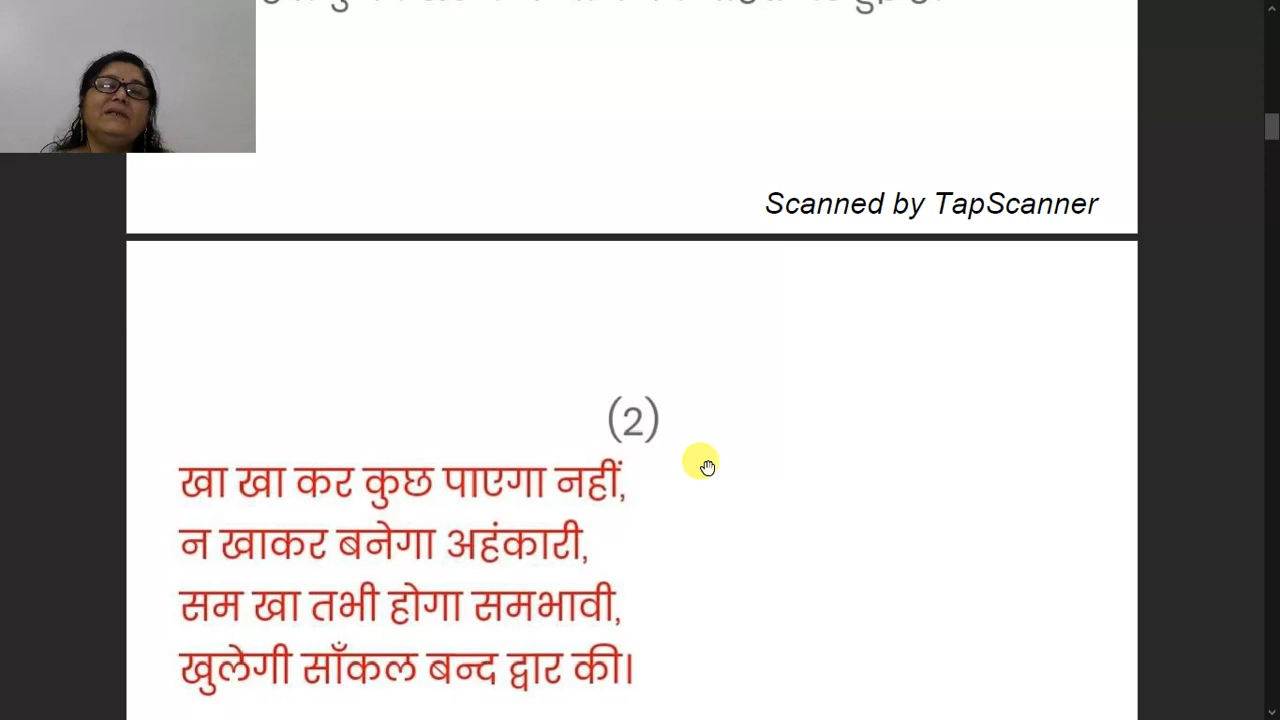 Scanned by TapScanner
(2)
खा खा कर कुछ पाएगा नहीं,
न खाकर बनेगा अहंकारी,
सम खा तभी होगा समभावी,
खुलेगी साँकल बन्द द्वार की।